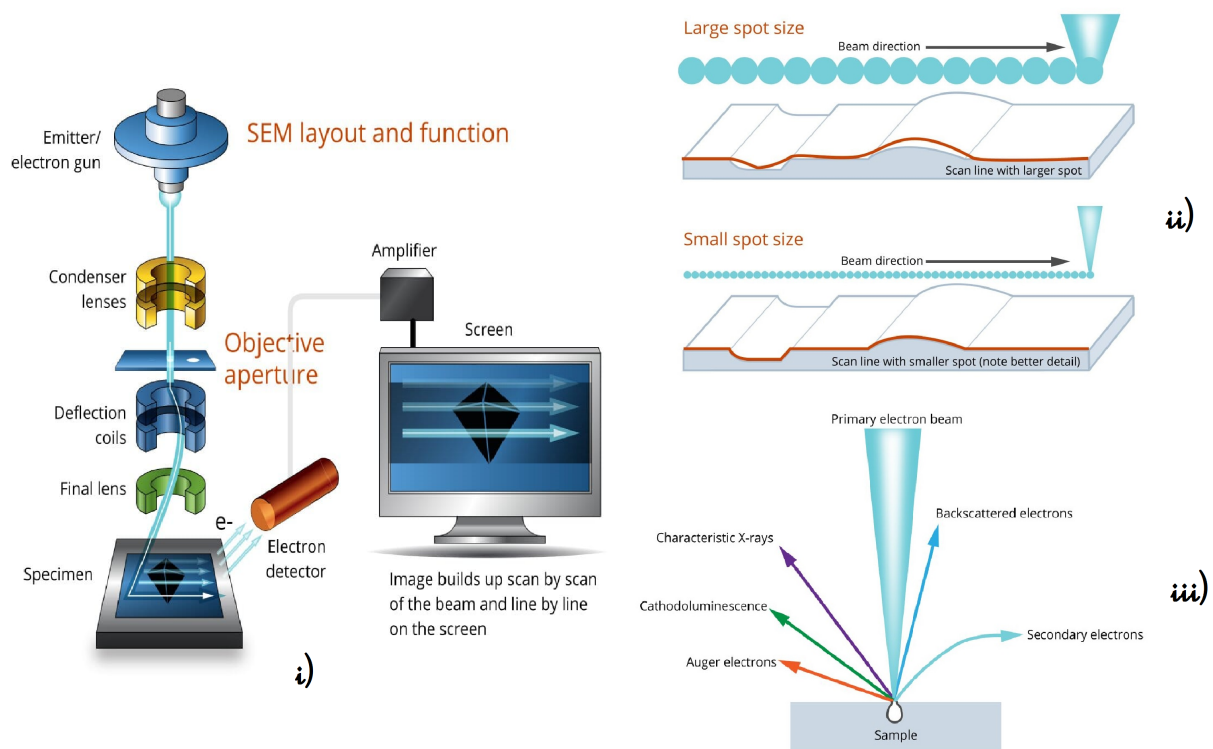 SEM layout and function
Emitter/
electron gun
Condenser
lenses
Objective
aperture
Deflection
coils
Final lens
Specimen
e-
Electron
detector
Amplifier
Screen
Image builds up scan by scan
of the beam and line by line
on the screen
i)
Large spot size
Beam direction
Scan line with larger spot
ii)
Small spot size
Beam direction
Scan line with smaller spot (note better detail)
Primary electron beam
Backscattered electrons
Characteristic X-rays
Cathodoluminescence
Secondary electrons
Auger electrons
Sample
iii)